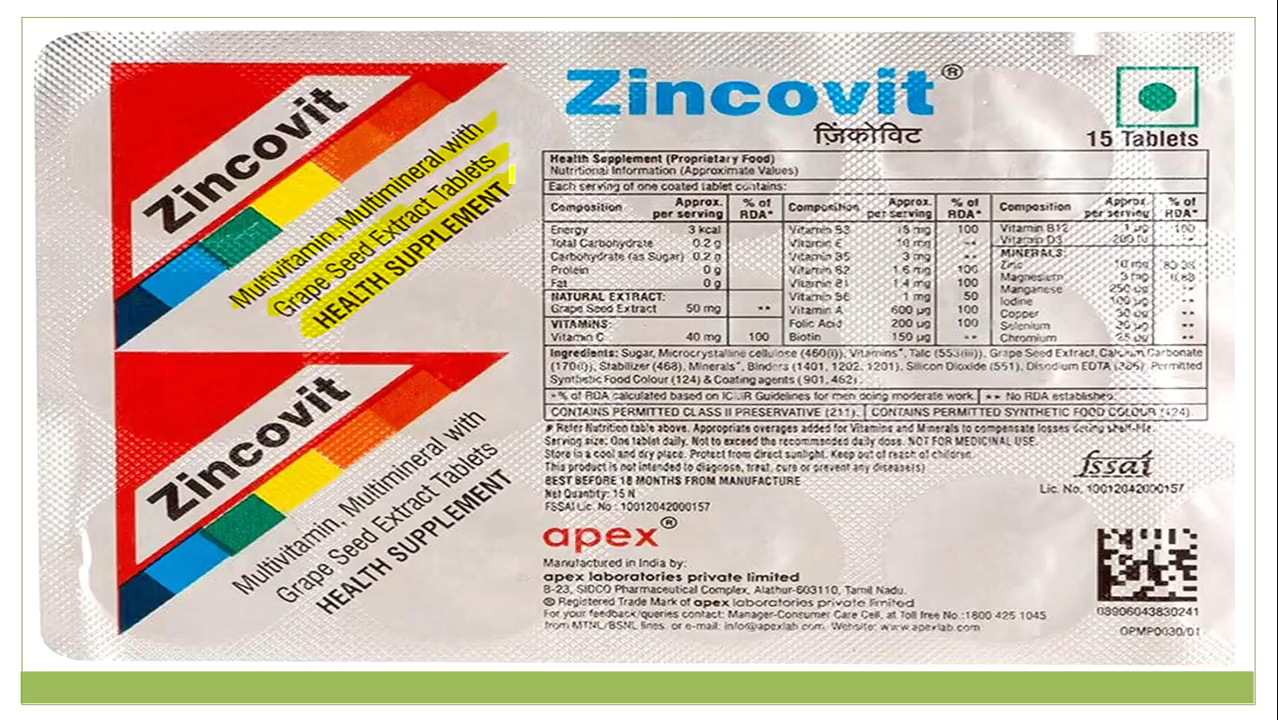 Zincovit
Multivitamin, Multimineral with
Grape Seed Extract Tablets
HEALTH SUPPLEMENT
Zincovit
Multivitamin, Multimineral with
Grape Seed Extract Tablets
HEALTH SUPPLEMENT
Zincovit®
ज़िंकोविट
15 Tablets
Health Supplement (Proprietary Food)
Nutritional Information (Approximate Values)
Each serving of one coated tablet contains:
Composition Approx. per serving % of RDA*
Energy 3 kcal
Total Carbohydrate 0.2 g
Carbohydrate (as Sugar) 0.2 g
Protein 0 g
Fat 0 g
NATURAL EXTRACT:
Grape Seed Extract 50 mg **
VITAMINS:
Vitamin C 40 mg 100
Composition Approx. per serving % of RDA*
Vitamin B3 18 mg 100
Vitamin E 10 mg **
Vitamin B5 3 mg **
Vitamin B2 1.6 mg 100
Vitamin B1 1.4 mg 100
Vitamin B6 1 mg 50
Vitamin A 600 µg 100
Folic Acid 200 µg 100
Biotin 150 µg **
Composition Approx. per serving % of RDA*
Vitamin B12 1 µg 100
Vitamin D3 200 IU **
MINERALS:
Zinc 10 mg
Magnesium 3 mg 0.88
Manganese 250 µg **
Iodine 100 µg **
Copper 30 µg **
Selenium 30 µg **
Chromium 25 µg **
Ingredients: Sugar, Microcrystalline cellulose (460(i)), Vitamins#, Talc (553(iii)), Grape Seed Extract, Calcium Carbonate
(170(i)), Stabilizer (468), Minerals#, Binders (1401, 1202, 1201), Silicon Dioxide (551), Disodium EDTA (386), Permitted
Synthetic Food Colour (124) & Coating agents (901, 462).
*% of RDA calculated based on ICMR Guidelines for men doing moderate work. ** No RDA established.
CONTAINS PERMITTED CLASS II PRESERVATIVE (211). CONTAINS PERMITTED SYNTHETIC FOOD COLOUR (124).
# Refer Nutrition table above. Appropriate overages added for Vitamins and Minerals to compensate losses during shelf-life.
Serving size: One tablet daily. Not to exceed the recommended daily dose. NOT FOR MEDICINAL USE.
Store in a cool and dry place. Protect from direct sunlight. Keep out of reach of children.
This product is not intended to diagnose, treat, cure or prevent any disease(s)
BEST BEFORE 18 MONTHS FROM MANUFACTURE
Net Quantity: 15 N
FSSAI Lic. No.: 10012042000157
fssai
Lic. No. 10012042000157
apex®
Manufactured in India by:
apex laboratories private limited
B-23, SIDCO Pharmaceutical Complex, Alathur-603110, Tamil Nadu.
® Registered Trade Mark of apex laboratories private limited
For your feedback/queries contact: Manager-Consumer Care Cell, at Toll free No.:1800 425 1045
from MTNL/BSNL lines. or e-mail: info@apexlab.com. Website: www.apexlab.com
08906043830241
OPMP0030/01